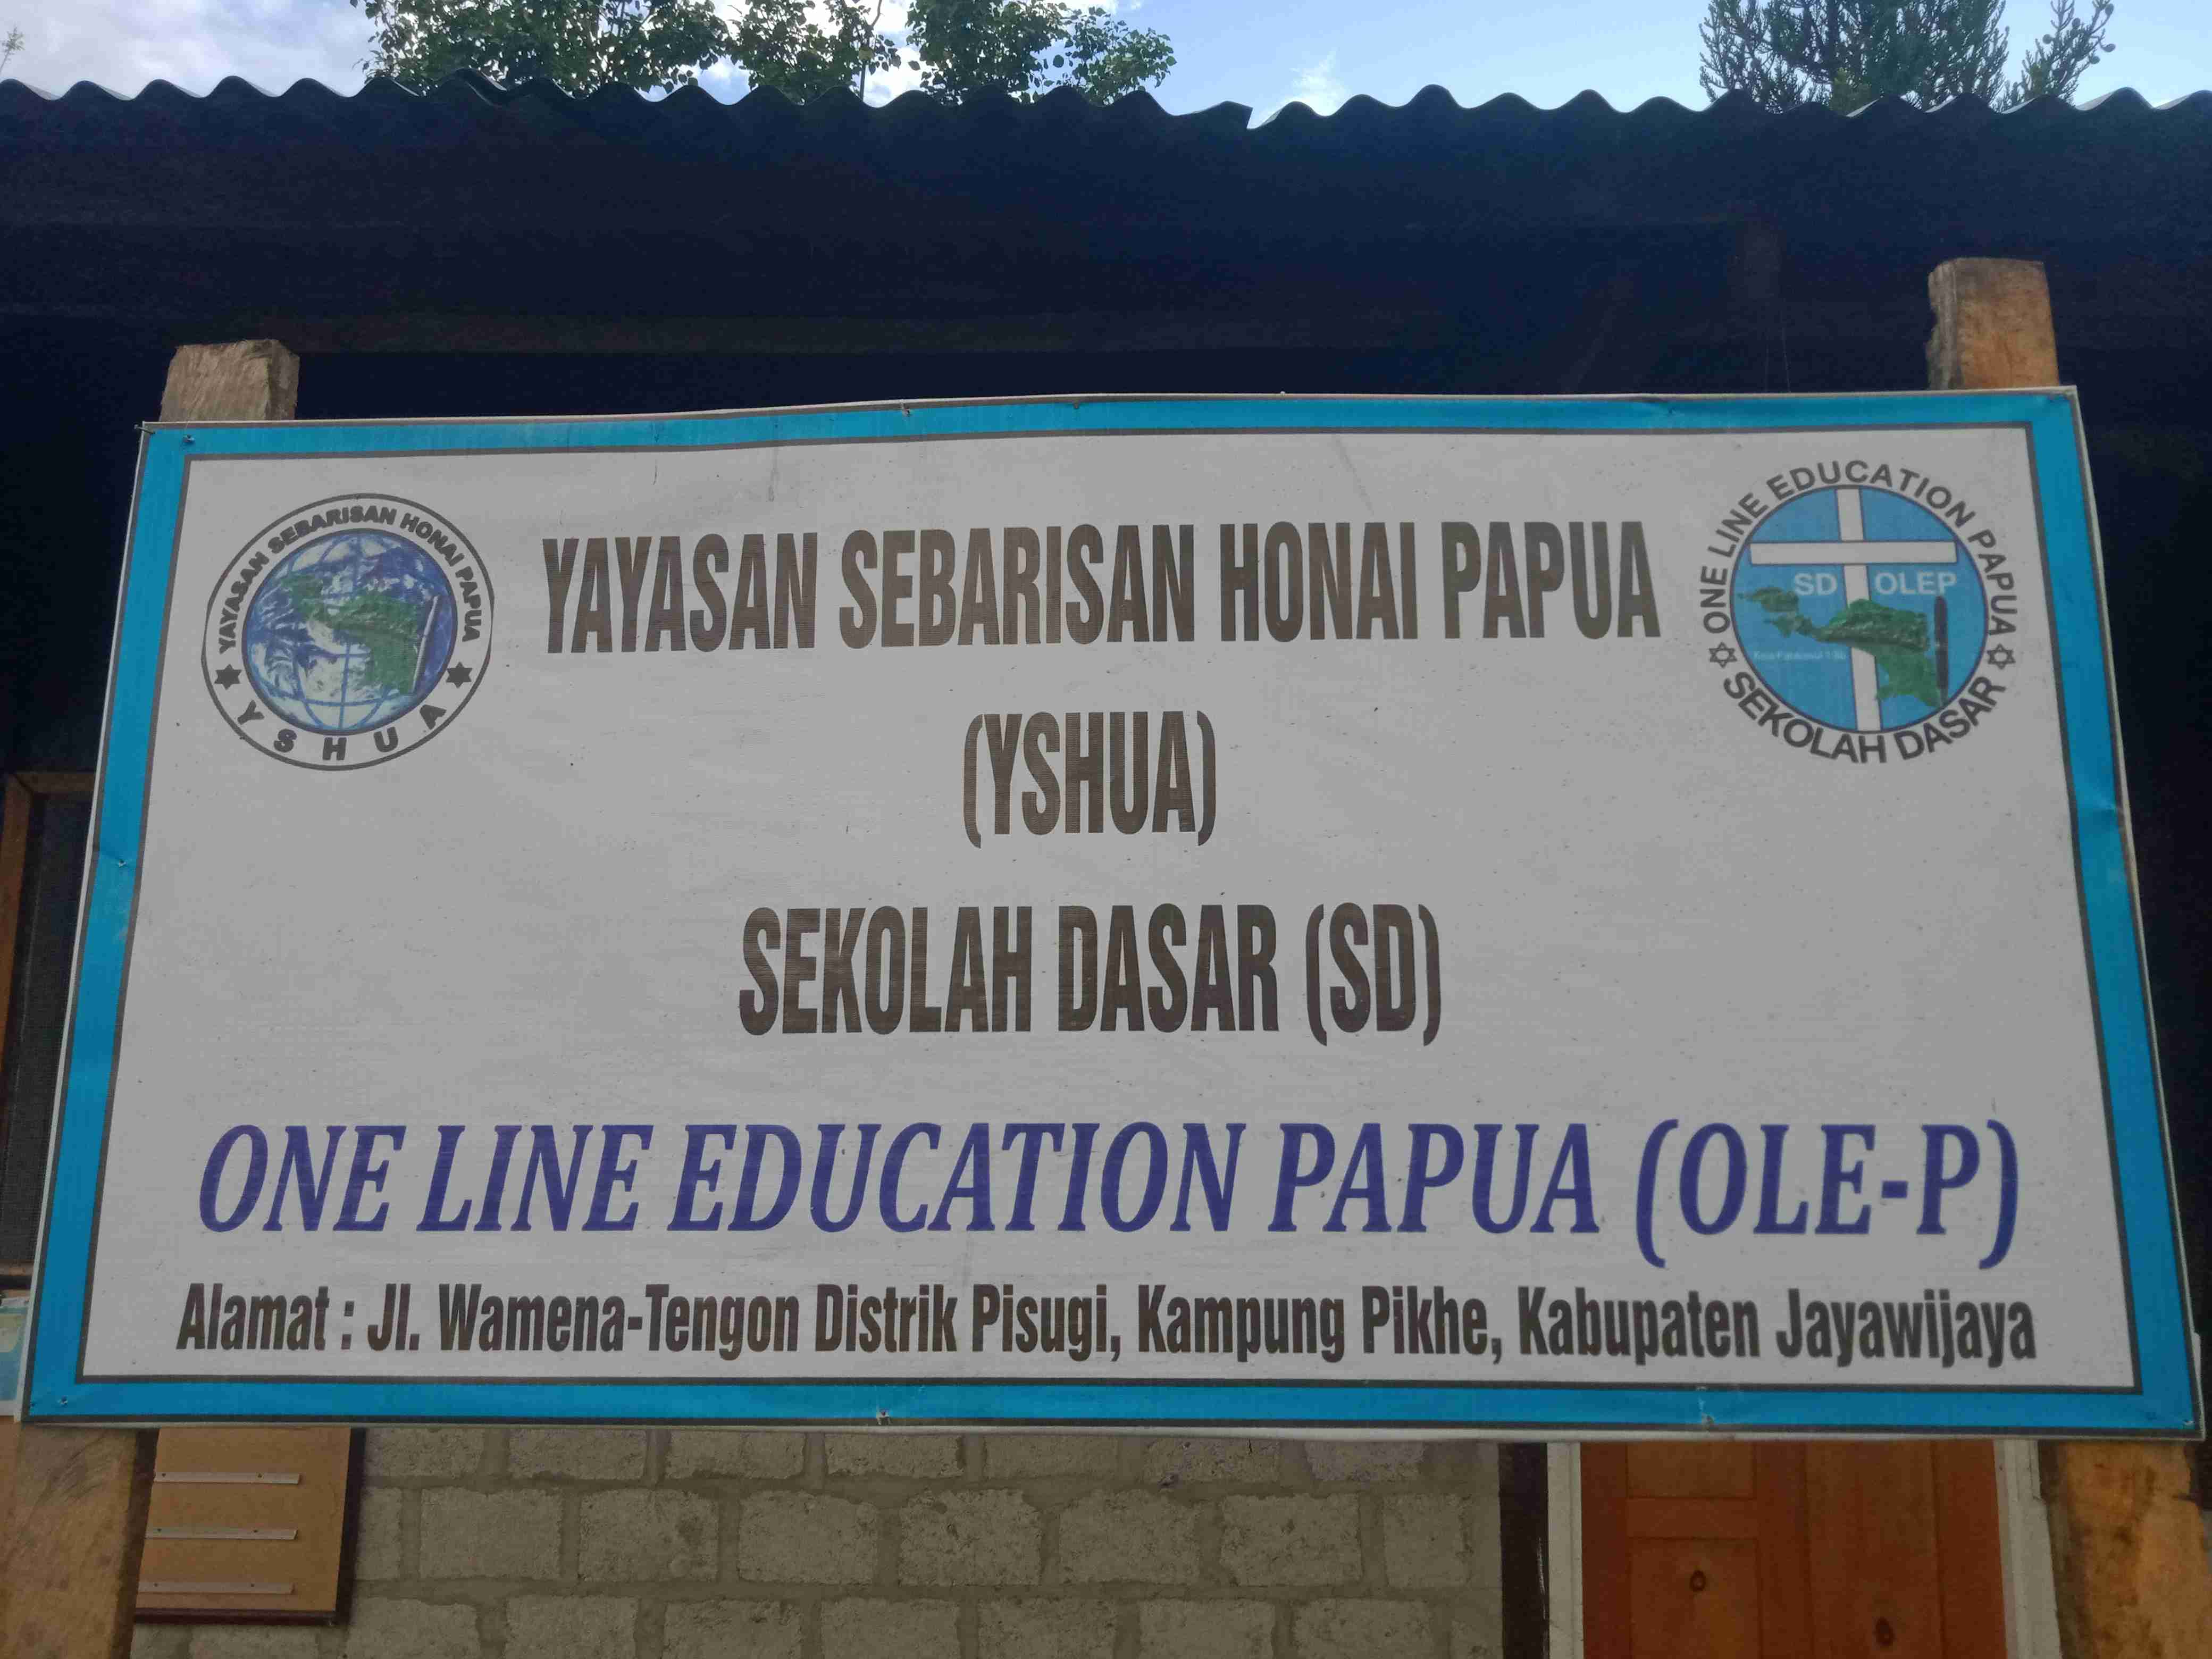 YAYASAN SEBARISAN HONAI PAPUA
YSHUA
ONE LINE EDUCATION PAPUA
SD OLEP
SEKOLAH DASAR
YAYASAN SEBARISAN HONAI PAPUA
(YSHUA)
SEKOLAH DASAR (SD)
ONE LINE EDUCATION PAPUA (OLE-P)
Alamat : Jl. Wamena-Tengon Distrik Pisugi, Kampung Pikhe, Kabupaten Jayawijaya